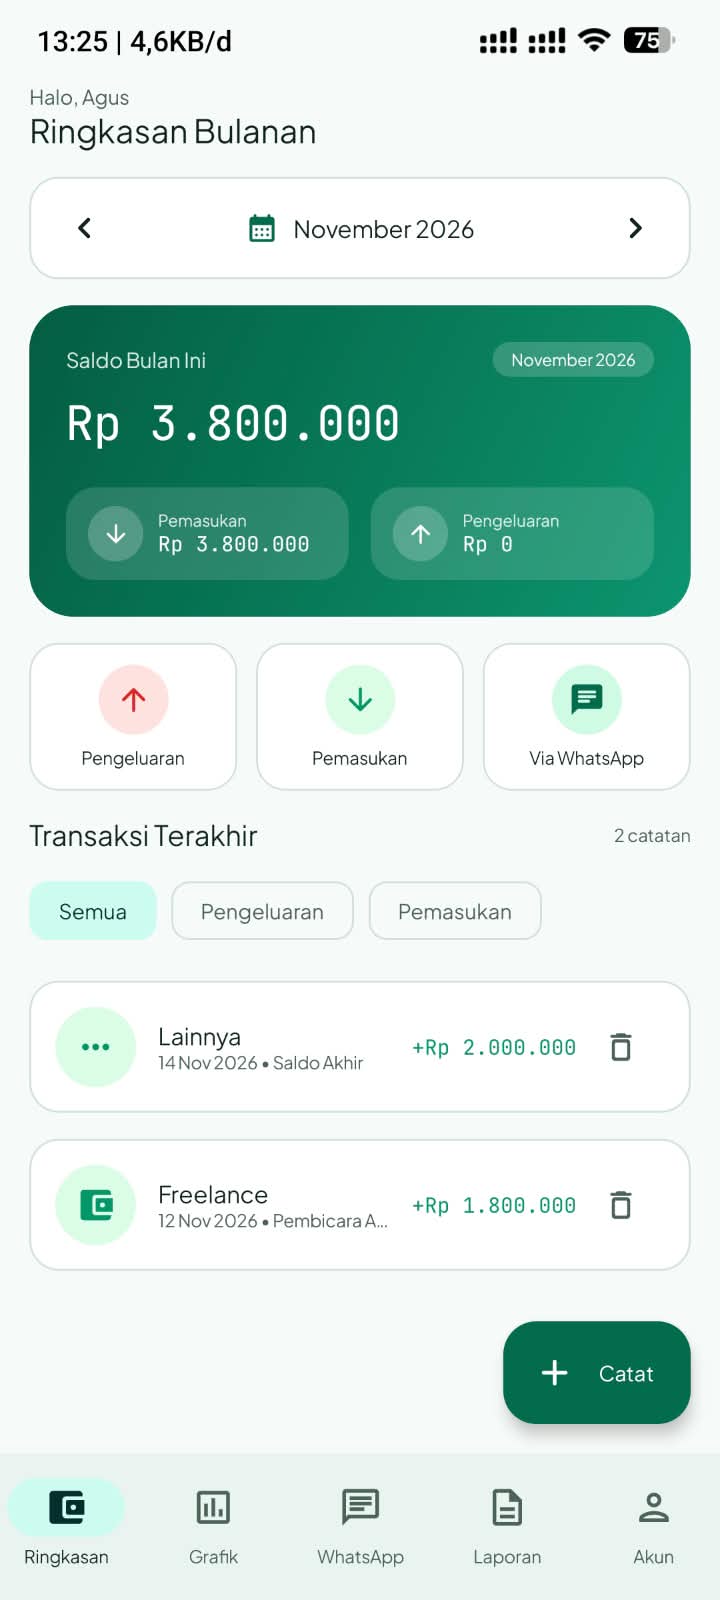 13:25 | 4,6KB/d
75
Halo, Agus
Ringkasan Bulanan
November 2026
Saldo Bulan Ini
November 2026
Rp 3.800.000
Pemasukan
Rp 3.800.000
Pengeluaran
Rp 0
Pengeluaran
Pemasukan
Via WhatsApp
Transaksi Terakhir
2 catatan
Semua
Pengeluaran
Pemasukan
Lainnya
14 Nov 2026 • Saldo Akhir
+Rp 2.000.000
Freelance
12 Nov 2026 • Pembicara A...
+Rp 1.800.000
Catat
Ringkasan
Grafik
WhatsApp
Laporan
Akun